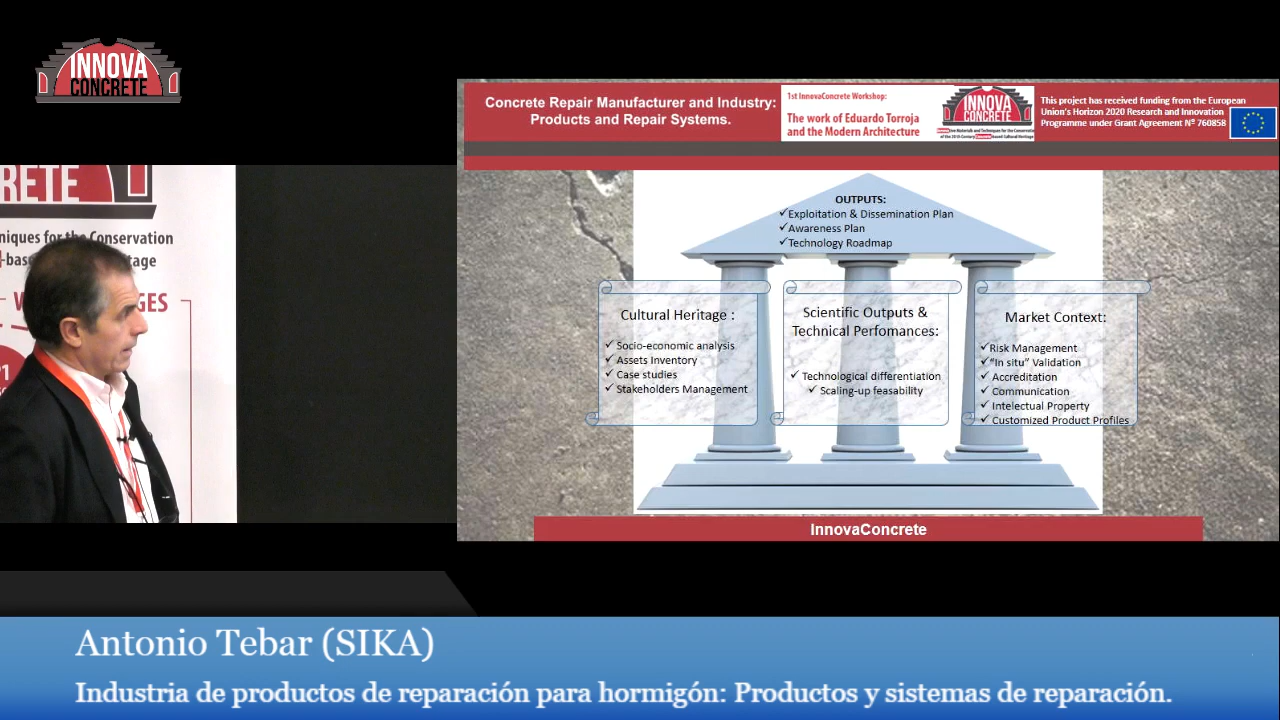 INNOVA
CONCRETE
RETE
niques for the Conservation
tage
GES
Concrete Repair Manufacturer and Industry:
Products and Repair Systems.
1st InnovaConcrete Workshop:
The work of Eduardo Torroja
and the Modern Architecture
INNOVA
CONCRETE
This project has received funding from the European
Union's Horizon 2020 Research and Innovation
Programme under Grant Agreement Nº 760858
OUTPUTS:
✓Exploitation & Dissemination Plan
✓Awareness Plan
✓Technology Roadmap
Cultural Heritage :
✓ Socio-economic analysis
✓ Assets Inventory
✓ Case studies
✓ Stakeholders Management
Scientific Outputs &
Technical Perfomances:
✓ Technological differentiation
✓ Scaling-up feasability
Market Context:
✓Risk Management
✓"In situ" Validation
✓ Accreditation
✓ Communication
✓ Intelectual Property
✓ Customized Product Profiles
InnovaConcrete
Antonio Tebar (SIKA)
Industria de productos de reparación para hormigón: Productos y sistemas de reparación.